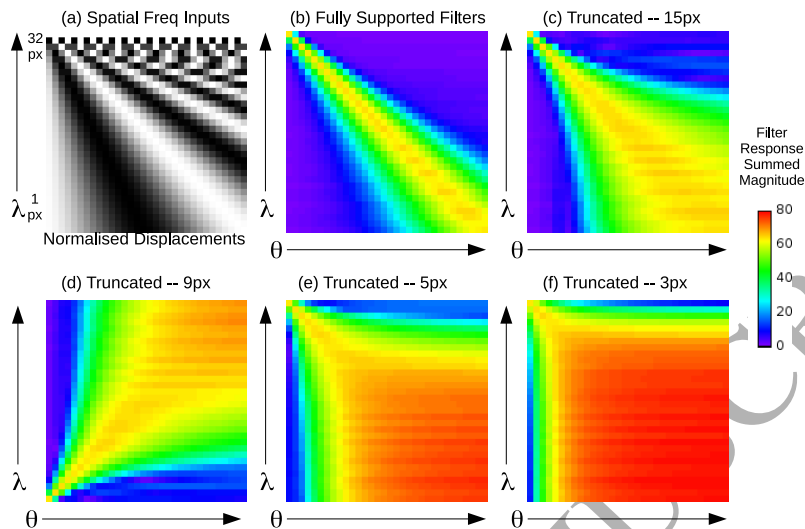 (a) Spatial Freq Inputs
(b) Fully Supported Filters
(c) Truncated -- 15px
32
px
λ
1
px
Normalised Displacements
θ
λ
θ
λ
θ
Filter
Response
Summed
Magnitude
80
60
40
20
0
(d) Truncated -- 9px
(e) Truncated -- 5px
(f) Truncated -- 3px
λ
θ
λ
θ
λ
θ